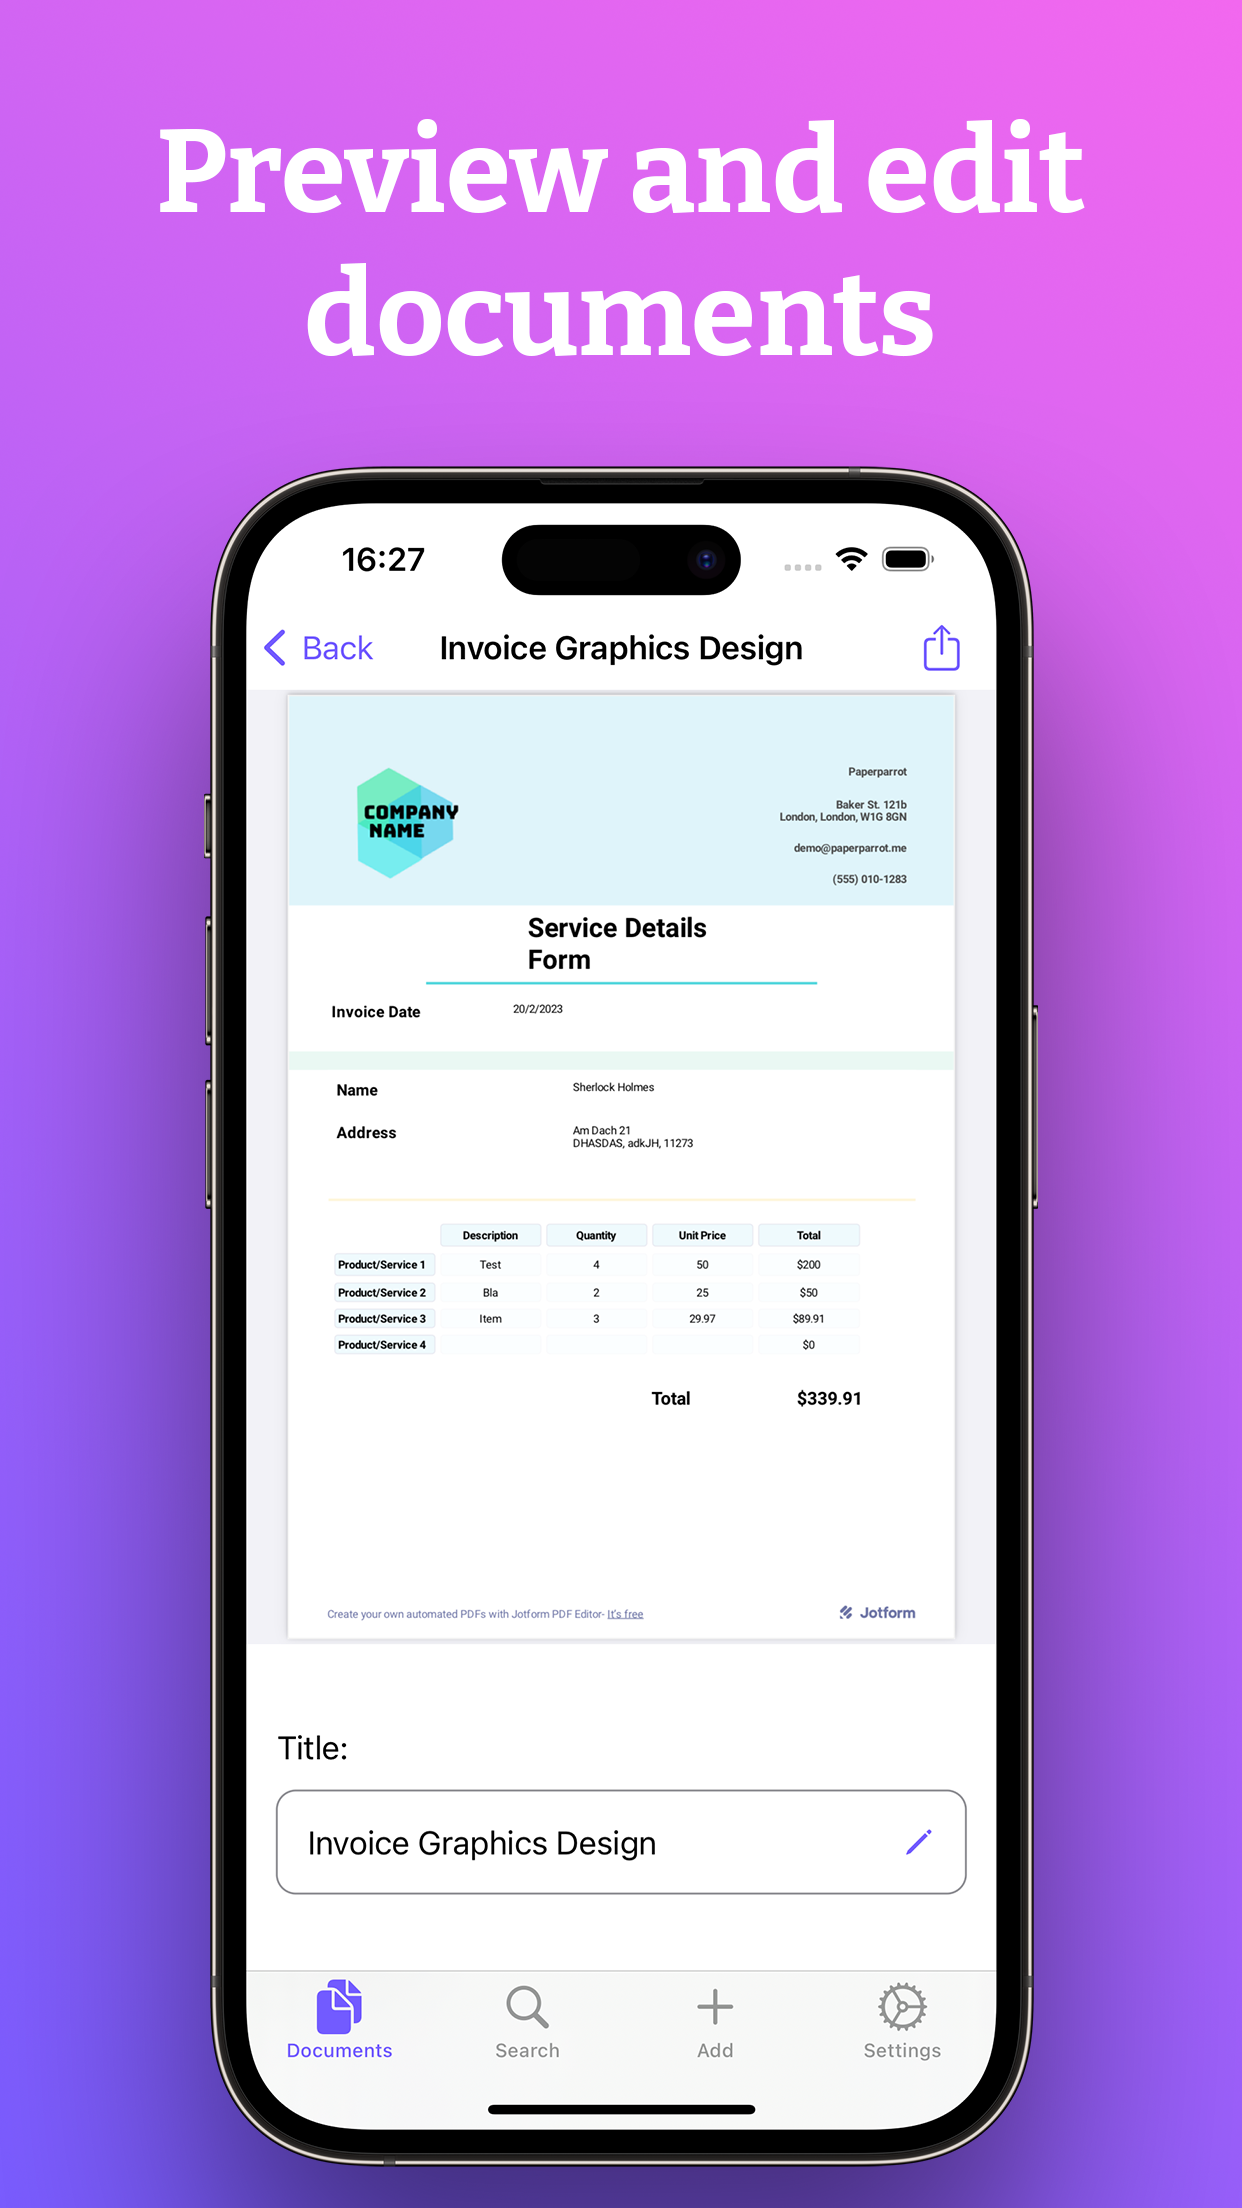 Preview and edit
documents
16:27
Back
Invoice Graphics Design
COMPANY
NAME
Paperparrot
Baker St. 121b
London, London, W1G 8GN
demo@paperparrot.me
(555) 010-1283
Service Details
Form
Invoice Date 20/2/2023
Name Sherlock Holmes
Address Am Dach 21
DHASDAS, adkJH, 11273
Description Quantity Unit Price Total
Product/Service 1 Test 4 50 $200
Product/Service 2 Bla 2 25 $50
Product/Service 3 Item 3 29.97 $89.91
Product/Service 4 $0
Total $339.91
Create your own automated PDFs with Jotform PDF Editor- It's free
Jotform
Title:
Invoice Graphics Design
Documents Search Add Settings